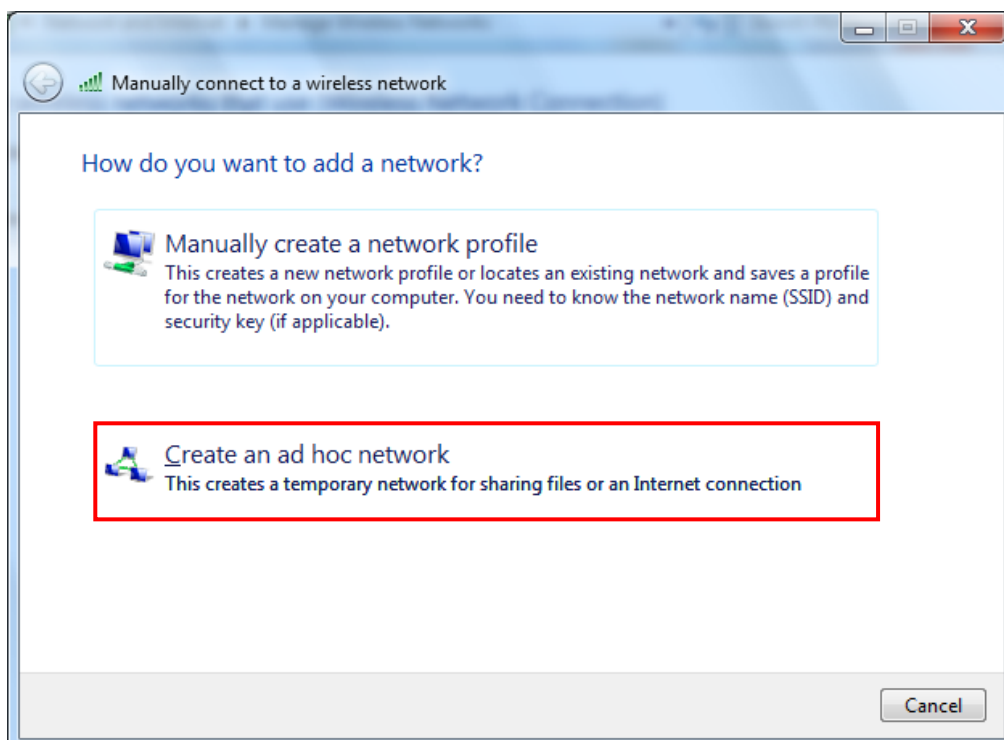 Manually connect to a wireless network
How do you want to add a network?
Manually create a network profile
This creates a new network profile or locates an existing network and saves a profile
for the network on your computer. You need to know the network name (SSID) and
security key (if applicable).
Create an ad hoc network
This creates a temporary network for sharing files or an Internet connection
Cancel